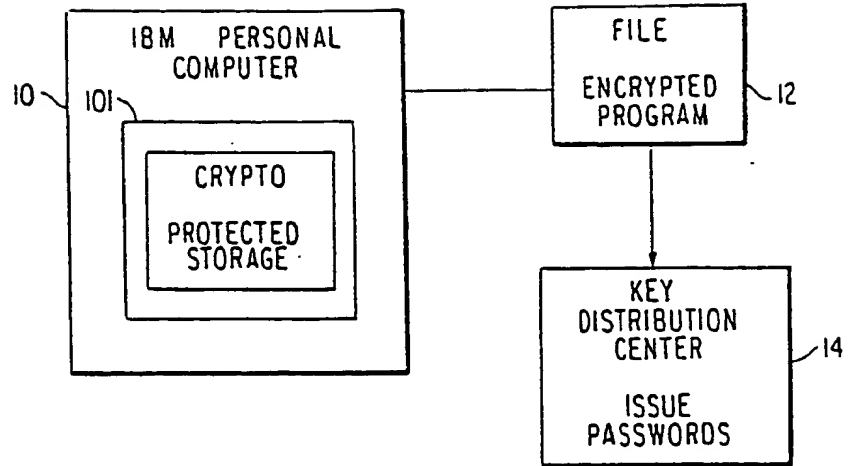 IBM PERSONAL
COMPUTER
10
101
CRYPTO
PROTECTED
STORAGE
FILE
ENCRYPTED
PROGRAM
12
KEY
DISTRIBUTION
CENTER
ISSUE
PASSWORDS
14